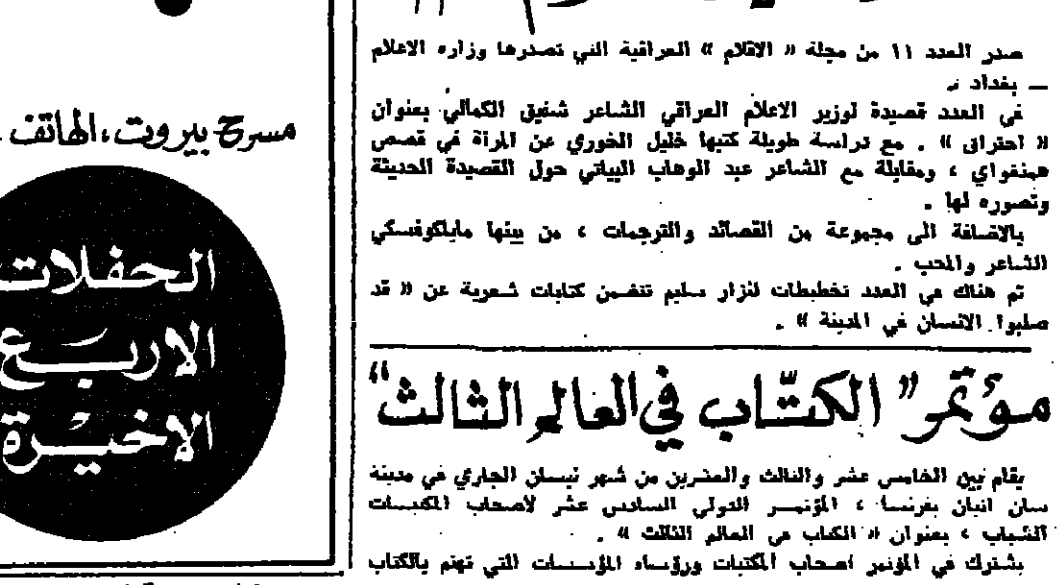 صدر العدد ١١ من مجلة « الاقلام » العراقية التي تصدرها وزارة الاعلام
— بغداد .
في العدد قصيدة لوزير الاعلام العراقي الشاعر شفيق الكمالي بعنوان
« احتراق » . مع دراسة طويلة كتبها خليل الخوري عن المرأة في قصص
همنغواي ، ومقابلة مع الشاعر عبد الوهاب البياتي حول القصيدة الحديثة
وتصوره لها .
بالاضافة الى مجموعة من القصائد والترجمات ، من بينها ماياكوفسكي
الشاعر والمحب .
ثم هناك في العدد تخطيطات لنزار سليم تتضمن كتابات شعرية عن « قد
صلبوا الانسان في المدينة » .
مؤتمر "الكتّاب في العالم الثالث"
يقام بين الخامس عشر والثالث والعشرين من شهر نيسان الجاري في مدينة
سان اتيان بفرنسا ، المؤتمر الدولي السادس عشر لاصحاب المكتبات
الشباب ، بعنوان « الكتاب في العالم الثالث » .
يشترك في المؤتمر اصحاب المكتبات ورؤساء المؤسسات التي تهتم بالكتاب
مسرح بيروت، الهاتف
الحفلات
الاربع
الاخيرة